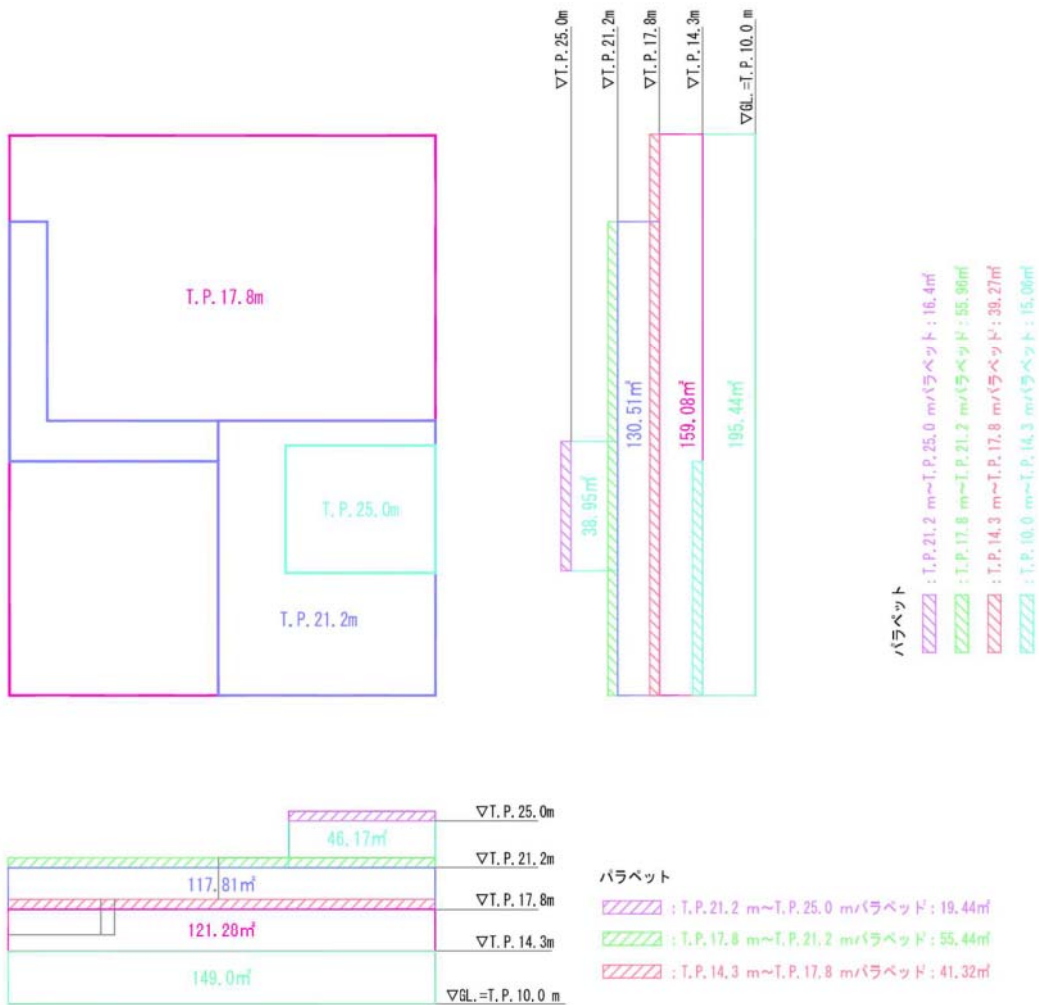 ▽T.P.25.0m
▽T.P.21.2m
▽T.P.17.8m
▽T.P.14.3m
▽GL.=T.P.10.0 m
T.P.17.8m
T.P.25.0m
T.P.21.2m
38.95㎡
130.51㎡
159.08㎡
195.44㎡
パラペット
:T.P.21.2 m~T.P.25.0 mパラペット:16.4㎡
:T.P.17.8 m~T.P.21.2 mパラペッド:55.96㎡
:T.P.14.3 m~T.P.17.8 mパラペッド:39.27㎡
:T.P.10.0 m~T.P.14.3 mパラペット:15.06㎡
▽T.P.25.0m
46.17㎡
▽T.P.21.2m
117.81㎡
▽T.P.17.8m
121.28㎡
▽T.P.14.3m
149.0㎡
▽GL.=T.P.10.0 m
パラペット
:T.P.21.2 m~T.P.25.0 mパラペッド:19.44㎡
:T.P.17.8 m~T.P.21.2 mパラペッド:55.44㎡
:T.P.14.3 m~T.P.17.8 mパラペッド:41.32㎡